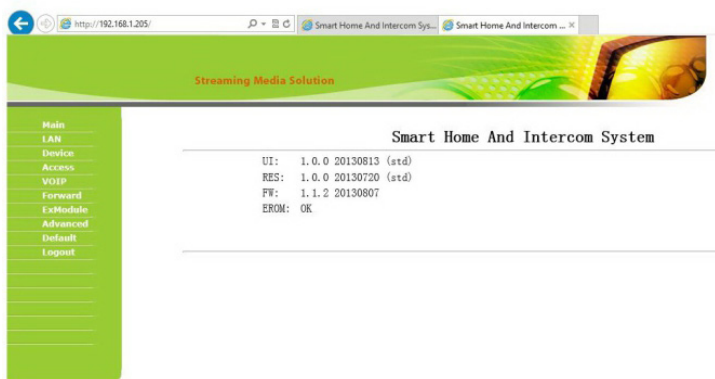 http://192.168.1.205/
Smart Home And Intercom Sys...
Smart Home And Intercom ...
Streaming Media Solution
Main
LAN
Device
Access
VOIP
Forward
ExModule
Advanced
Default
Logout
Smart Home And Intercom System
UI: 1.0.0 20130813 (std)
RES: 1.0.0 20130720 (std)
FW: 1.1.2 20130807
EROM: OK